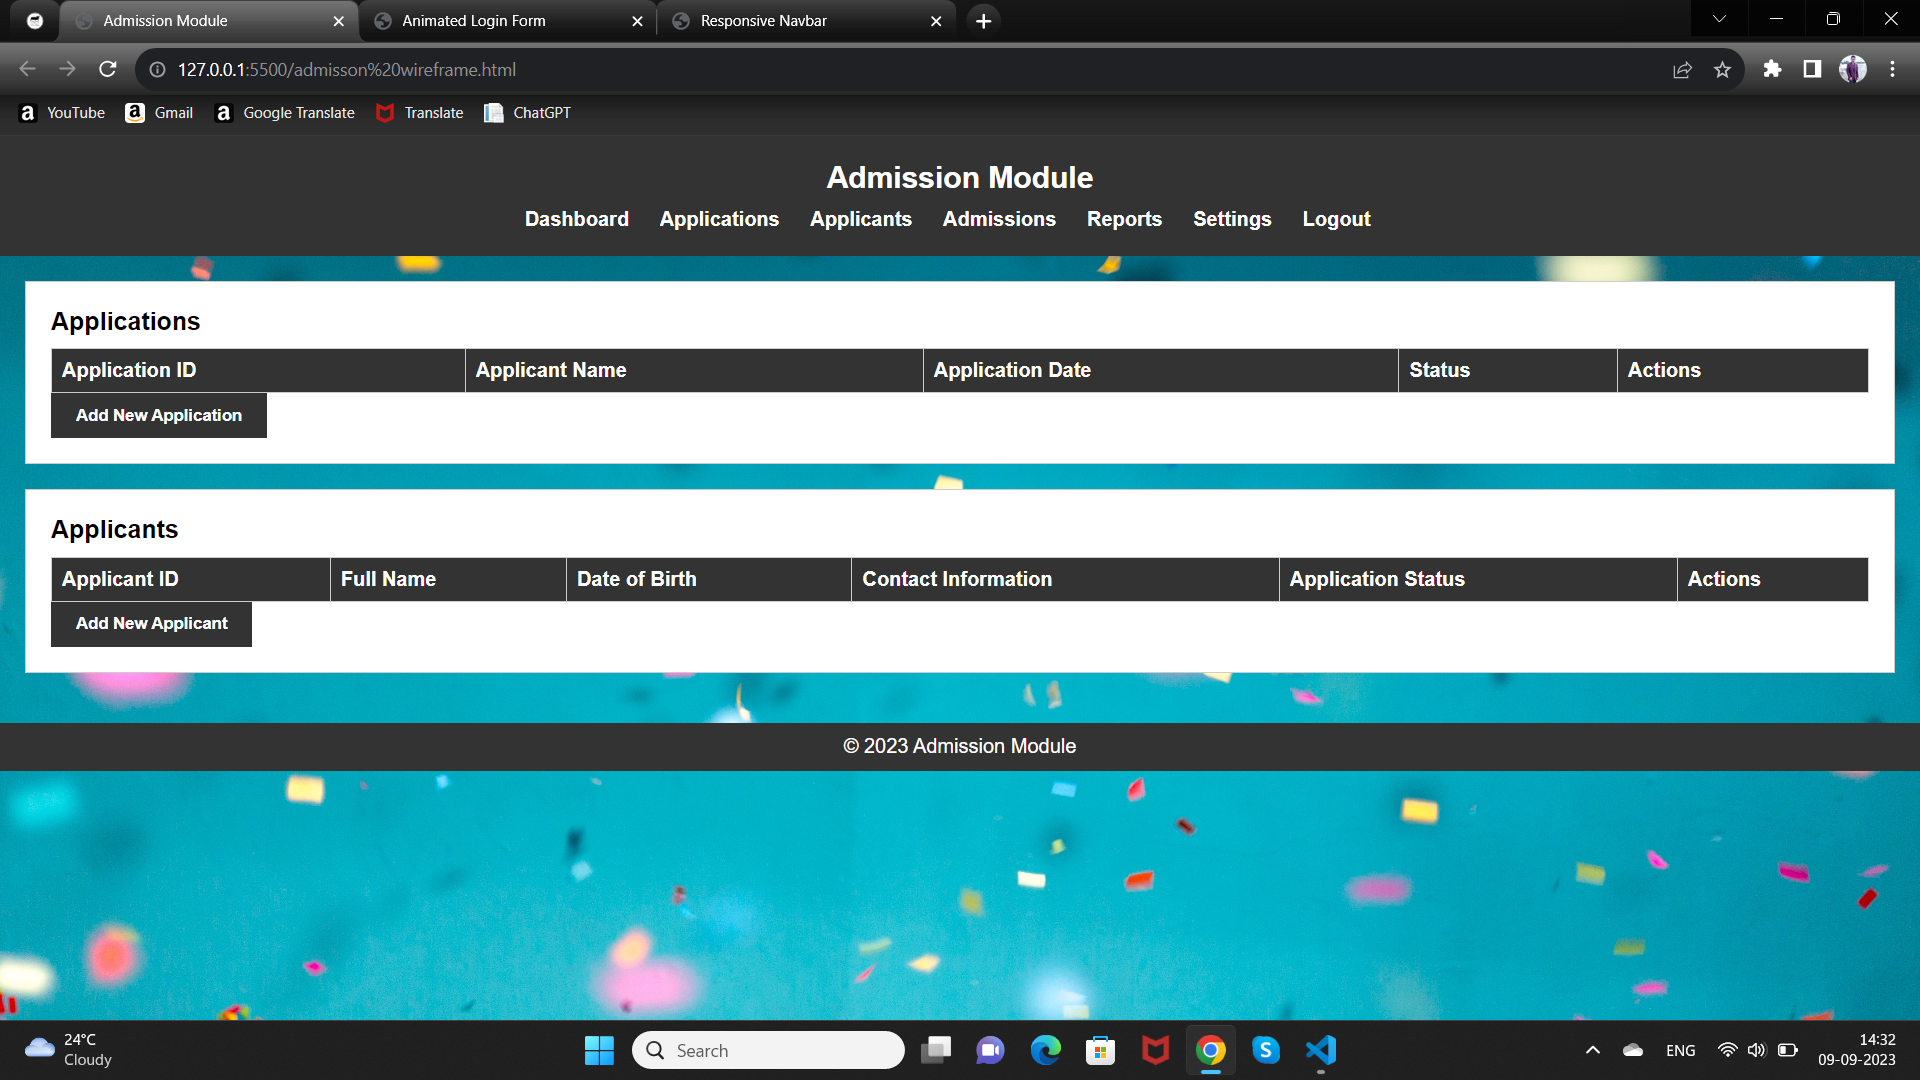 Admission Module
Animated Login Form
Responsive Navbar
127.0.0.1:5500/admisson%20wireframe.html
YouTube
Gmail
Google Translate
Translate
ChatGPT
Admission Module
Dashboard Applications Applicants Admissions Reports Settings Logout
Applications
Application ID Applicant Name Application Date Status Actions
Add New Application
Applicants
Applicant ID Full Name Date of Birth Contact Information Application Status Actions
Add New Applicant
© 2023 Admission Module
24°C
Cloudy
Search
ENG
14:32
09-09-2023